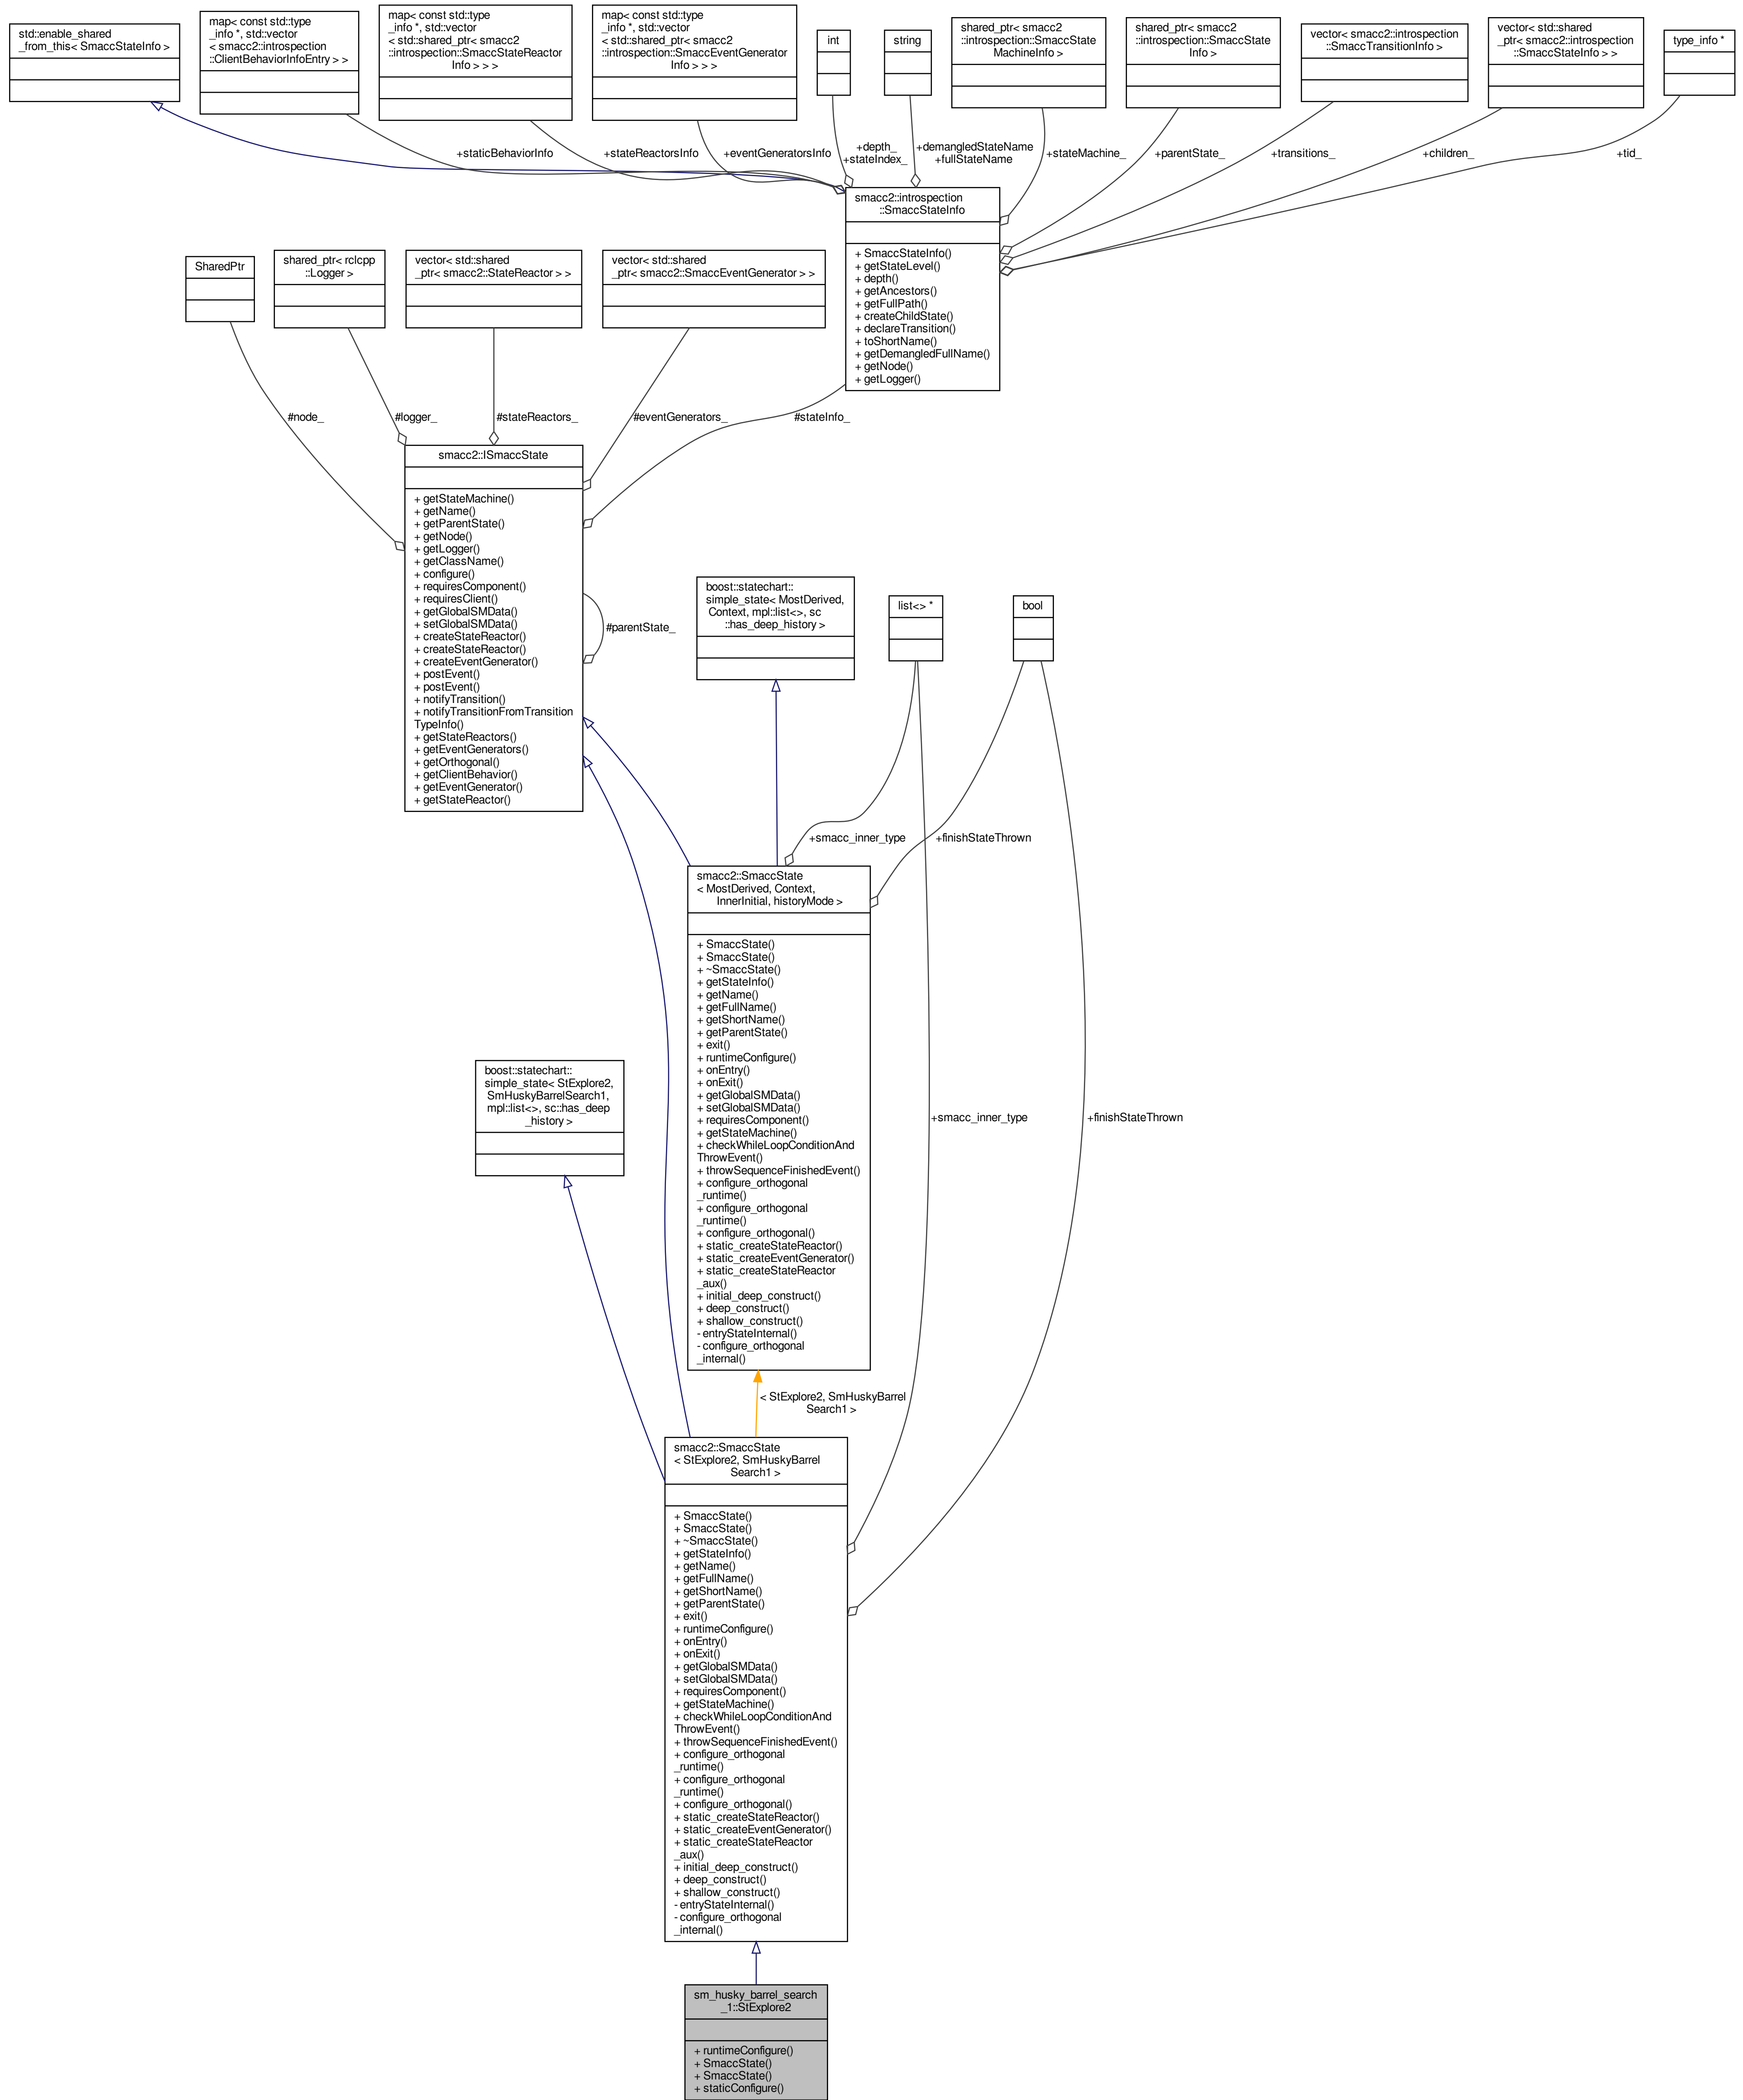 std::enable_shared
_from_this< SmaccStateInfo >
map< const std::type
_info *, std::vector
< smacc2::introspection
::ClientBehaviorInfoEntry > >
map< const std::type
_info *, std::vector
< std::shared_ptr< smacc2
::introspection::SmaccStateReactor
Info > > >
map< const std::type
_info *, std::vector
< std::shared_ptr< smacc2
::introspection::SmaccEventGenerator
Info > > >
int
string
shared_ptr< smacc2
::introspection::SmaccState
MachineInfo >
shared_ptr< smacc2
::introspection::SmaccState
Info >
vector< smacc2::introspection
::SmaccTransitionInfo >
vector< std::shared
_ptr< smacc2::introspection
::SmaccStateInfo > >
type_info *
+staticBehaviorInfo
+stateReactorsInfo
+eventGeneratorsInfo
+depth_
+stateIndex_
+demangledStateName
+fullStateName
+stateMachine_
+parentState_
+transitions_
+children_
+tid_
smacc2::introspection
::SmaccStateInfo
+ SmaccStateInfo()
+ getStateLevel()
+ depth()
+ getAncestors()
+ getFullPath()
+ createChildState()
+ declareTransition()
+ toShortName()
+ getDemangledFullName()
+ getNode()
+ getLogger()
SharedPtr
shared_ptr< rclcpp
::Logger >
vector< std::shared
_ptr< smacc2::StateReactor > >
vector< std::shared
_ptr< smacc2::SmaccEventGenerator > >
#node_
#logger_
#stateReactors_
#eventGenerators_
#stateInfo_
smacc2::ISmaccState
+ getStateMachine()
+ getName()
+ getParentState()
+ getNode()
+ getLogger()
+ getClassName()
+ configure()
+ requiresComponent()
+ requiresClient()
+ getGlobalSMData()
+ setGlobalSMData()
+ createStateReactor()
+ createStateReactor()
+ createEventGenerator()
+ postEvent()
+ postEvent()
+ notifyTransition()
+ notifyTransitionFromTransition
TypeInfo()
+ getStateReactors()
+ getEventGenerators()
+ getOrthogonal()
+ getClientBehavior()
+ getEventGenerator()
+ getStateReactor()
#parentState_
boost::statechart::
simple_state< MostDerived,
Context, mpl::list<>, sc
::has_deep_history >
list<> *
bool
+smacc_inner_type
+finishStateThrown
smacc2::SmaccState
< MostDerived, Context,
InnerInitial, historyMode >
+ SmaccState()
+ SmaccState()
+ ~SmaccState()
+ getStateInfo()
+ getName()
+ getFullName()
+ getShortName()
+ getParentState()
+ exit()
+ runtimeConfigure()
+ onEntry()
+ onExit()
+ getGlobalSMData()
+ setGlobalSMData()
+ requiresComponent()
+ getStateMachine()
+ checkWhileLoopConditionAnd
ThrowEvent()
+ throwSequenceFinishedEvent()
+ configure_orthogonal
_runtime()
+ configure_orthogonal
_runtime()
+ configure_orthogonal()
+ static_createStateReactor()
+ static_createEventGenerator()
+ static_createStateReactor
_aux()
+ initial_deep_construct()
+ deep_construct()
+ shallow_construct()
- entryStateInternal()
- configure_orthogonal
_internal()
boost::statechart::
simple_state< StExplore2,
SmHuskyBarrelSearch1,
mpl::list<>, sc::has_deep
_history >
+smacc_inner_type
+finishStateThrown
< StExplore2, SmHuskyBarrel
Search1 >
smacc2::SmaccState
< StExplore2, SmHuskyBarrel
Search1 >
+ SmaccState()
+ SmaccState()
+ ~SmaccState()
+ getStateInfo()
+ getName()
+ getFullName()
+ getShortName()
+ getParentState()
+ exit()
+ runtimeConfigure()
+ onEntry()
+ onExit()
+ getGlobalSMData()
+ setGlobalSMData()
+ requiresComponent()
+ getStateMachine()
+ checkWhileLoopConditionAnd
ThrowEvent()
+ throwSequenceFinishedEvent()
+ configure_orthogonal
_runtime()
+ configure_orthogonal
_runtime()
+ configure_orthogonal()
+ static_createStateReactor()
+ static_createEventGenerator()
+ static_createStateReactor
_aux()
+ initial_deep_construct()
+ deep_construct()
+ shallow_construct()
- entryStateInternal()
- configure_orthogonal
_internal()
sm_husky_barrel_search
_1::StExplore2
+ runtimeConfigure()
+ SmaccState()
+ SmaccState()
+ staticConfigure()